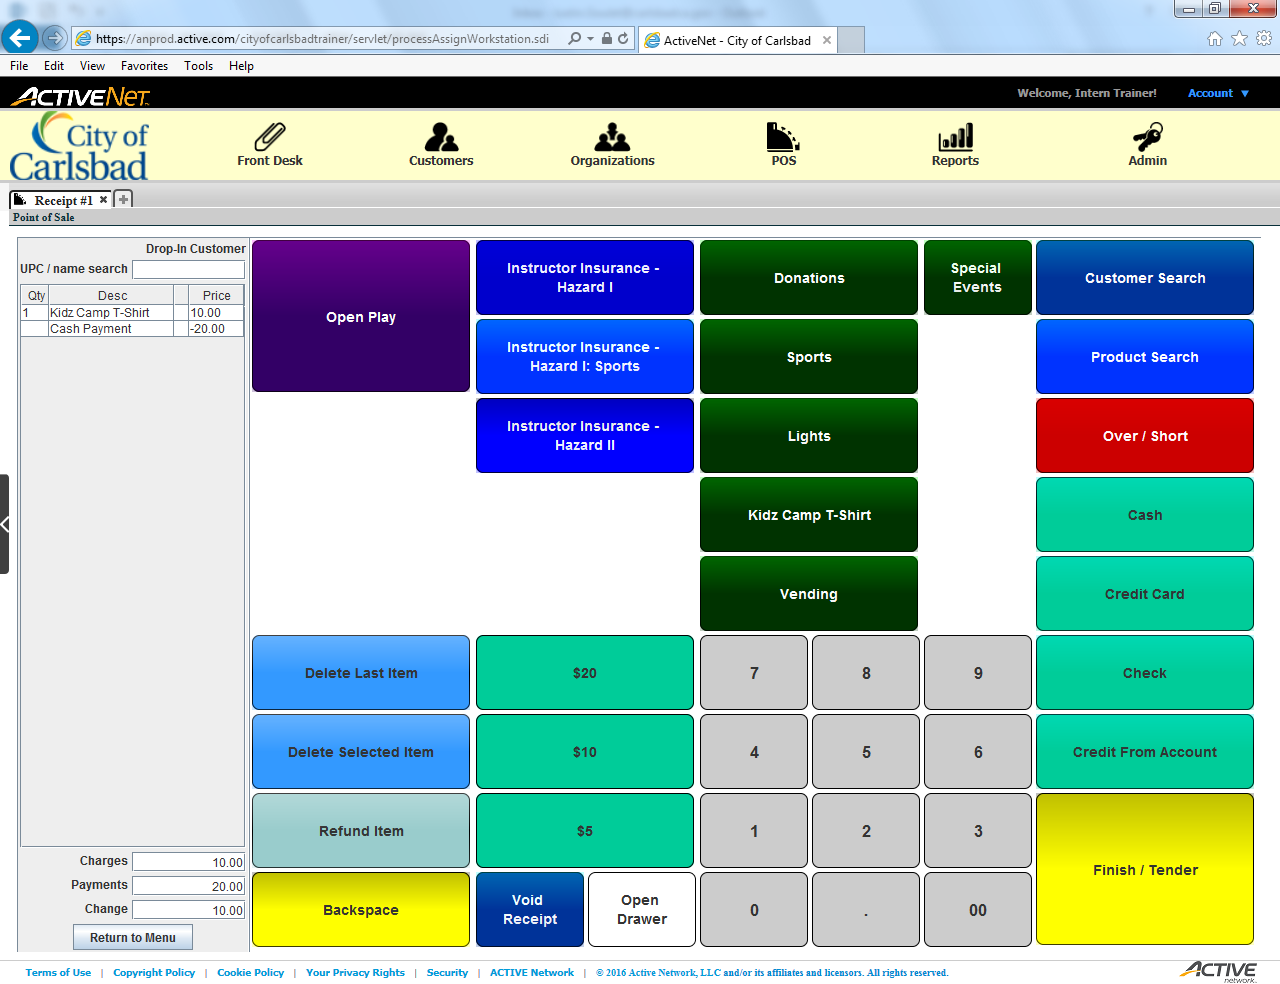 https://anprod.active.com/cityofcarlsbadtrainer/servlet/processAssignWorkstation.sdi
ActiveNet - City of Carlsbad
File Edit View Favorites Tools Help
ACTIVENET
Welcome, Intern Trainer! Account
City of
Carlsbad
Front Desk Customers Organizations POS Reports Admin
Receipt #1
Point of Sale
Drop-In Customer
UPC / name search
Qty Desc Price
1 Kidz Camp T-Shirt 10.00
Cash Payment -20.00
Charges 10.00
Payments 20.00
Change 10.00
Return to Menu
Open Play
Instructor Insurance -
Hazard I
Donations
Special
Events
Customer Search
Instructor Insurance -
Hazard I: Sports
Sports
Product Search
Instructor Insurance -
Hazard II
Lights
Over / Short
Kidz Camp T-Shirt
Cash
Vending
Credit Card
Delete Last Item $20 7 8 9 Check
Delete Selected Item $10 4 5 6 Credit From Account
Refund Item $5 1 2 3
Finish / Tender
Backspace
Void
Receipt
Open
Drawer
0 . 00
Terms of Use | Copyright Policy | Cookie Policy | Your Privacy Rights | Security | ACTIVE Network | © 2016 Active Network, LLC and/or its affiliates and licensors. All rights reserved.
ACTIVE
network.